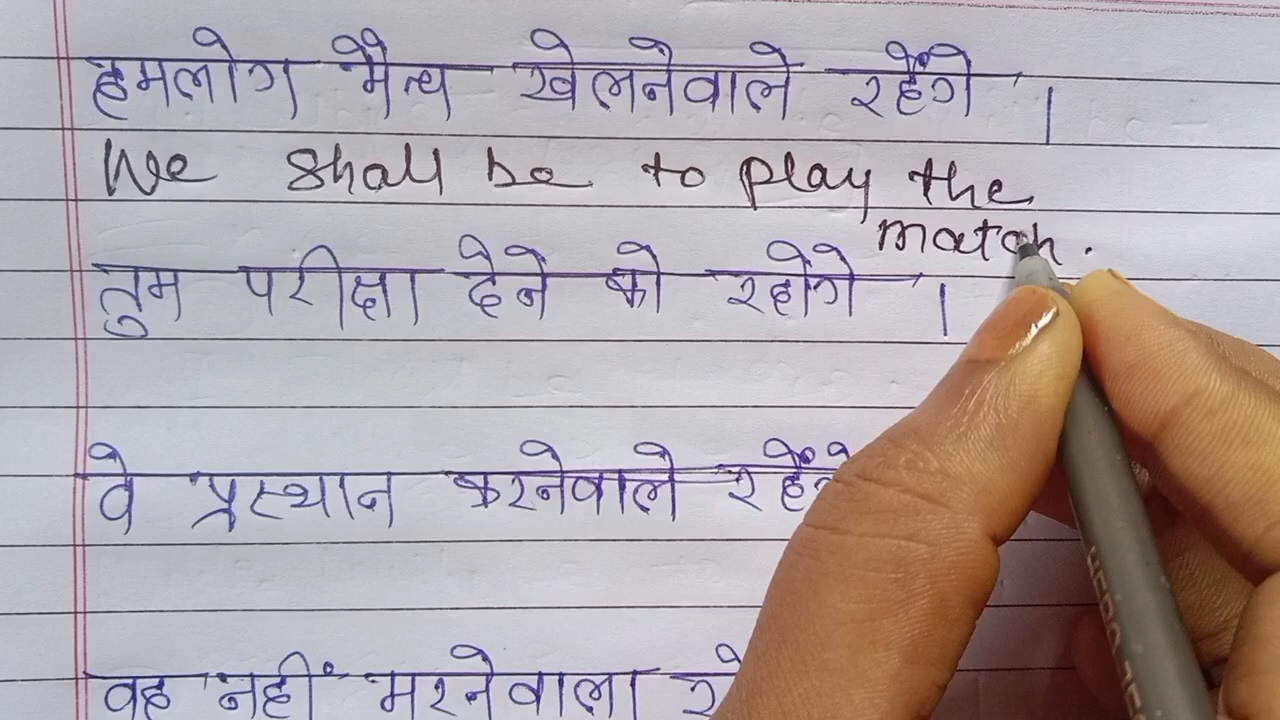 हमलोग मैच खेलनेवाले रहेंगे ।
We shall be to play the
match.
तुम परीक्षा देने को रहोगे ।
वे प्रस्थान करनेवाले रहेंगे
वह नहीं मरनेवाला